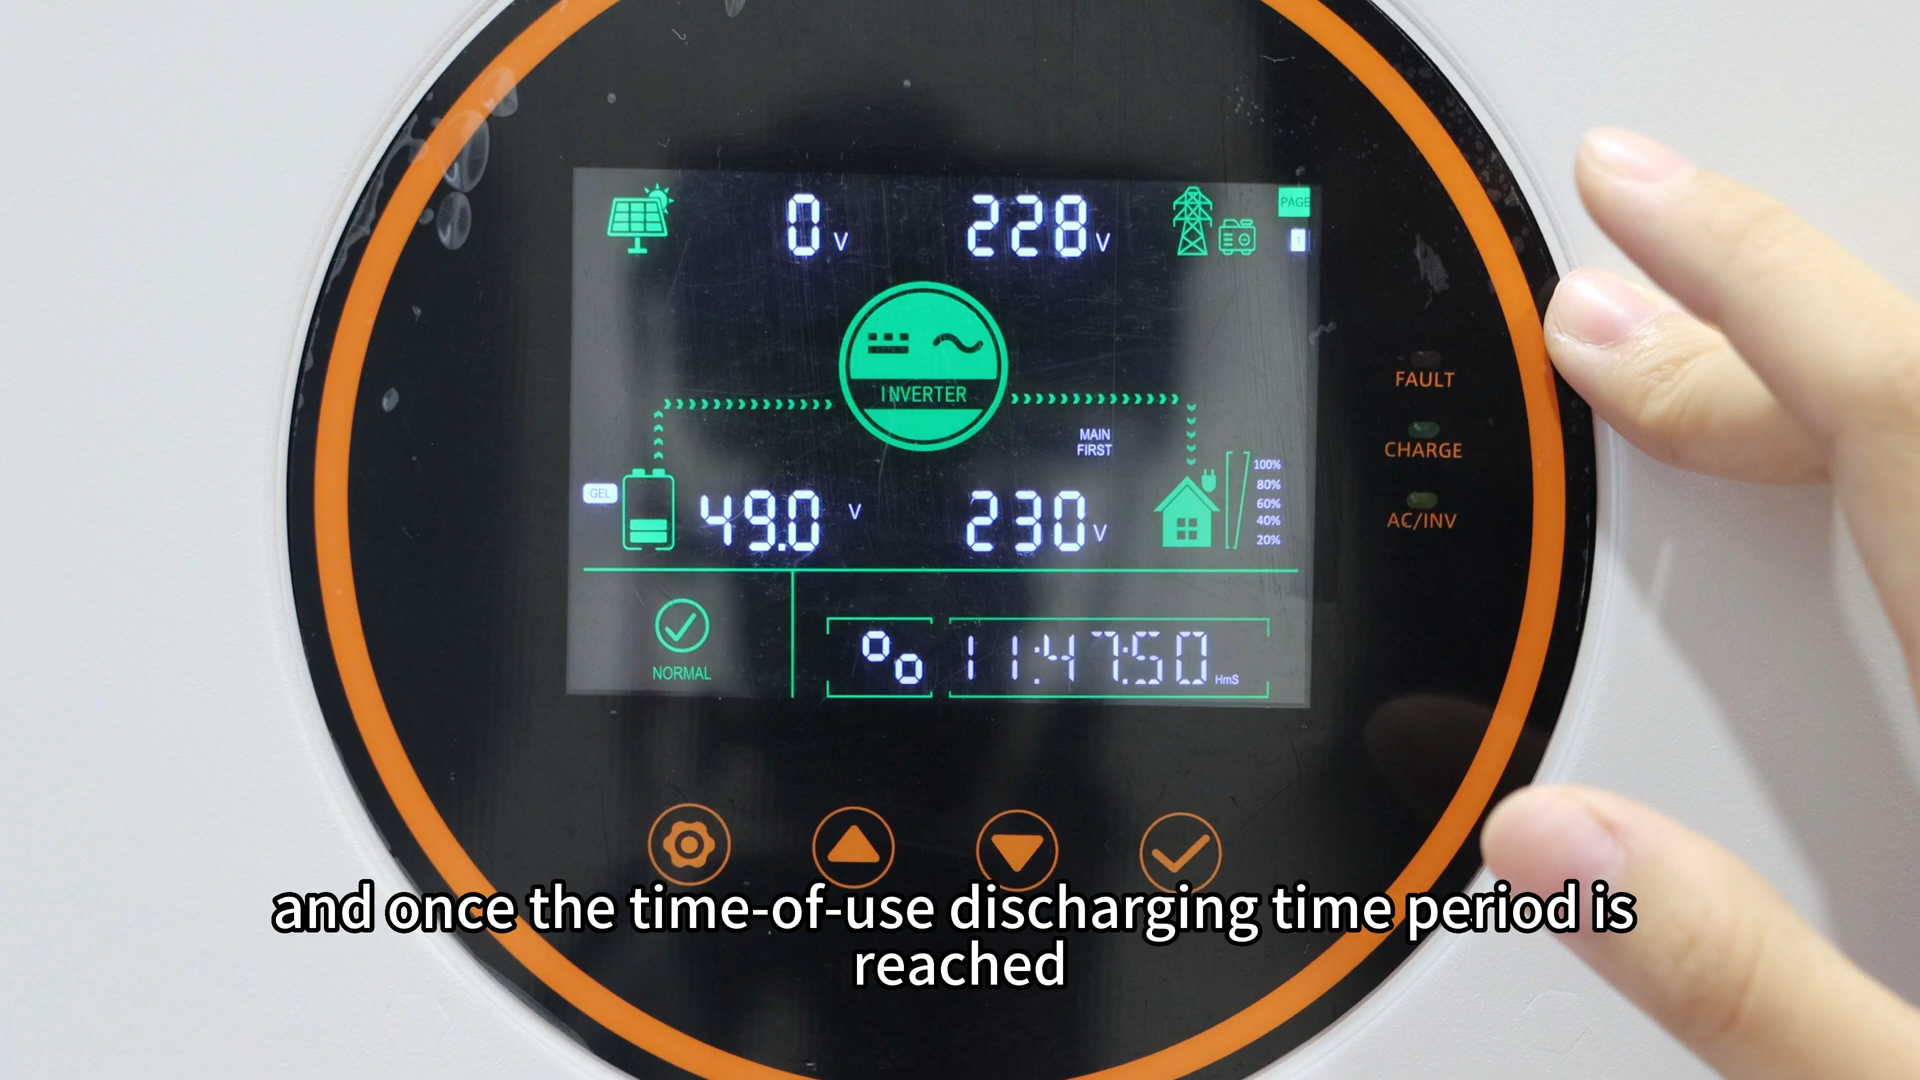 0 V
228 V
PAGE
1
INVERTER
MAIN
FIRST
GEL
49.0 V
230 V
100%
80%
60%
40%
20%
NORMAL
11:47:50 HmS
FAULT
CHARGE
AC/INV
and once the time-of-use discharging time period is
reached